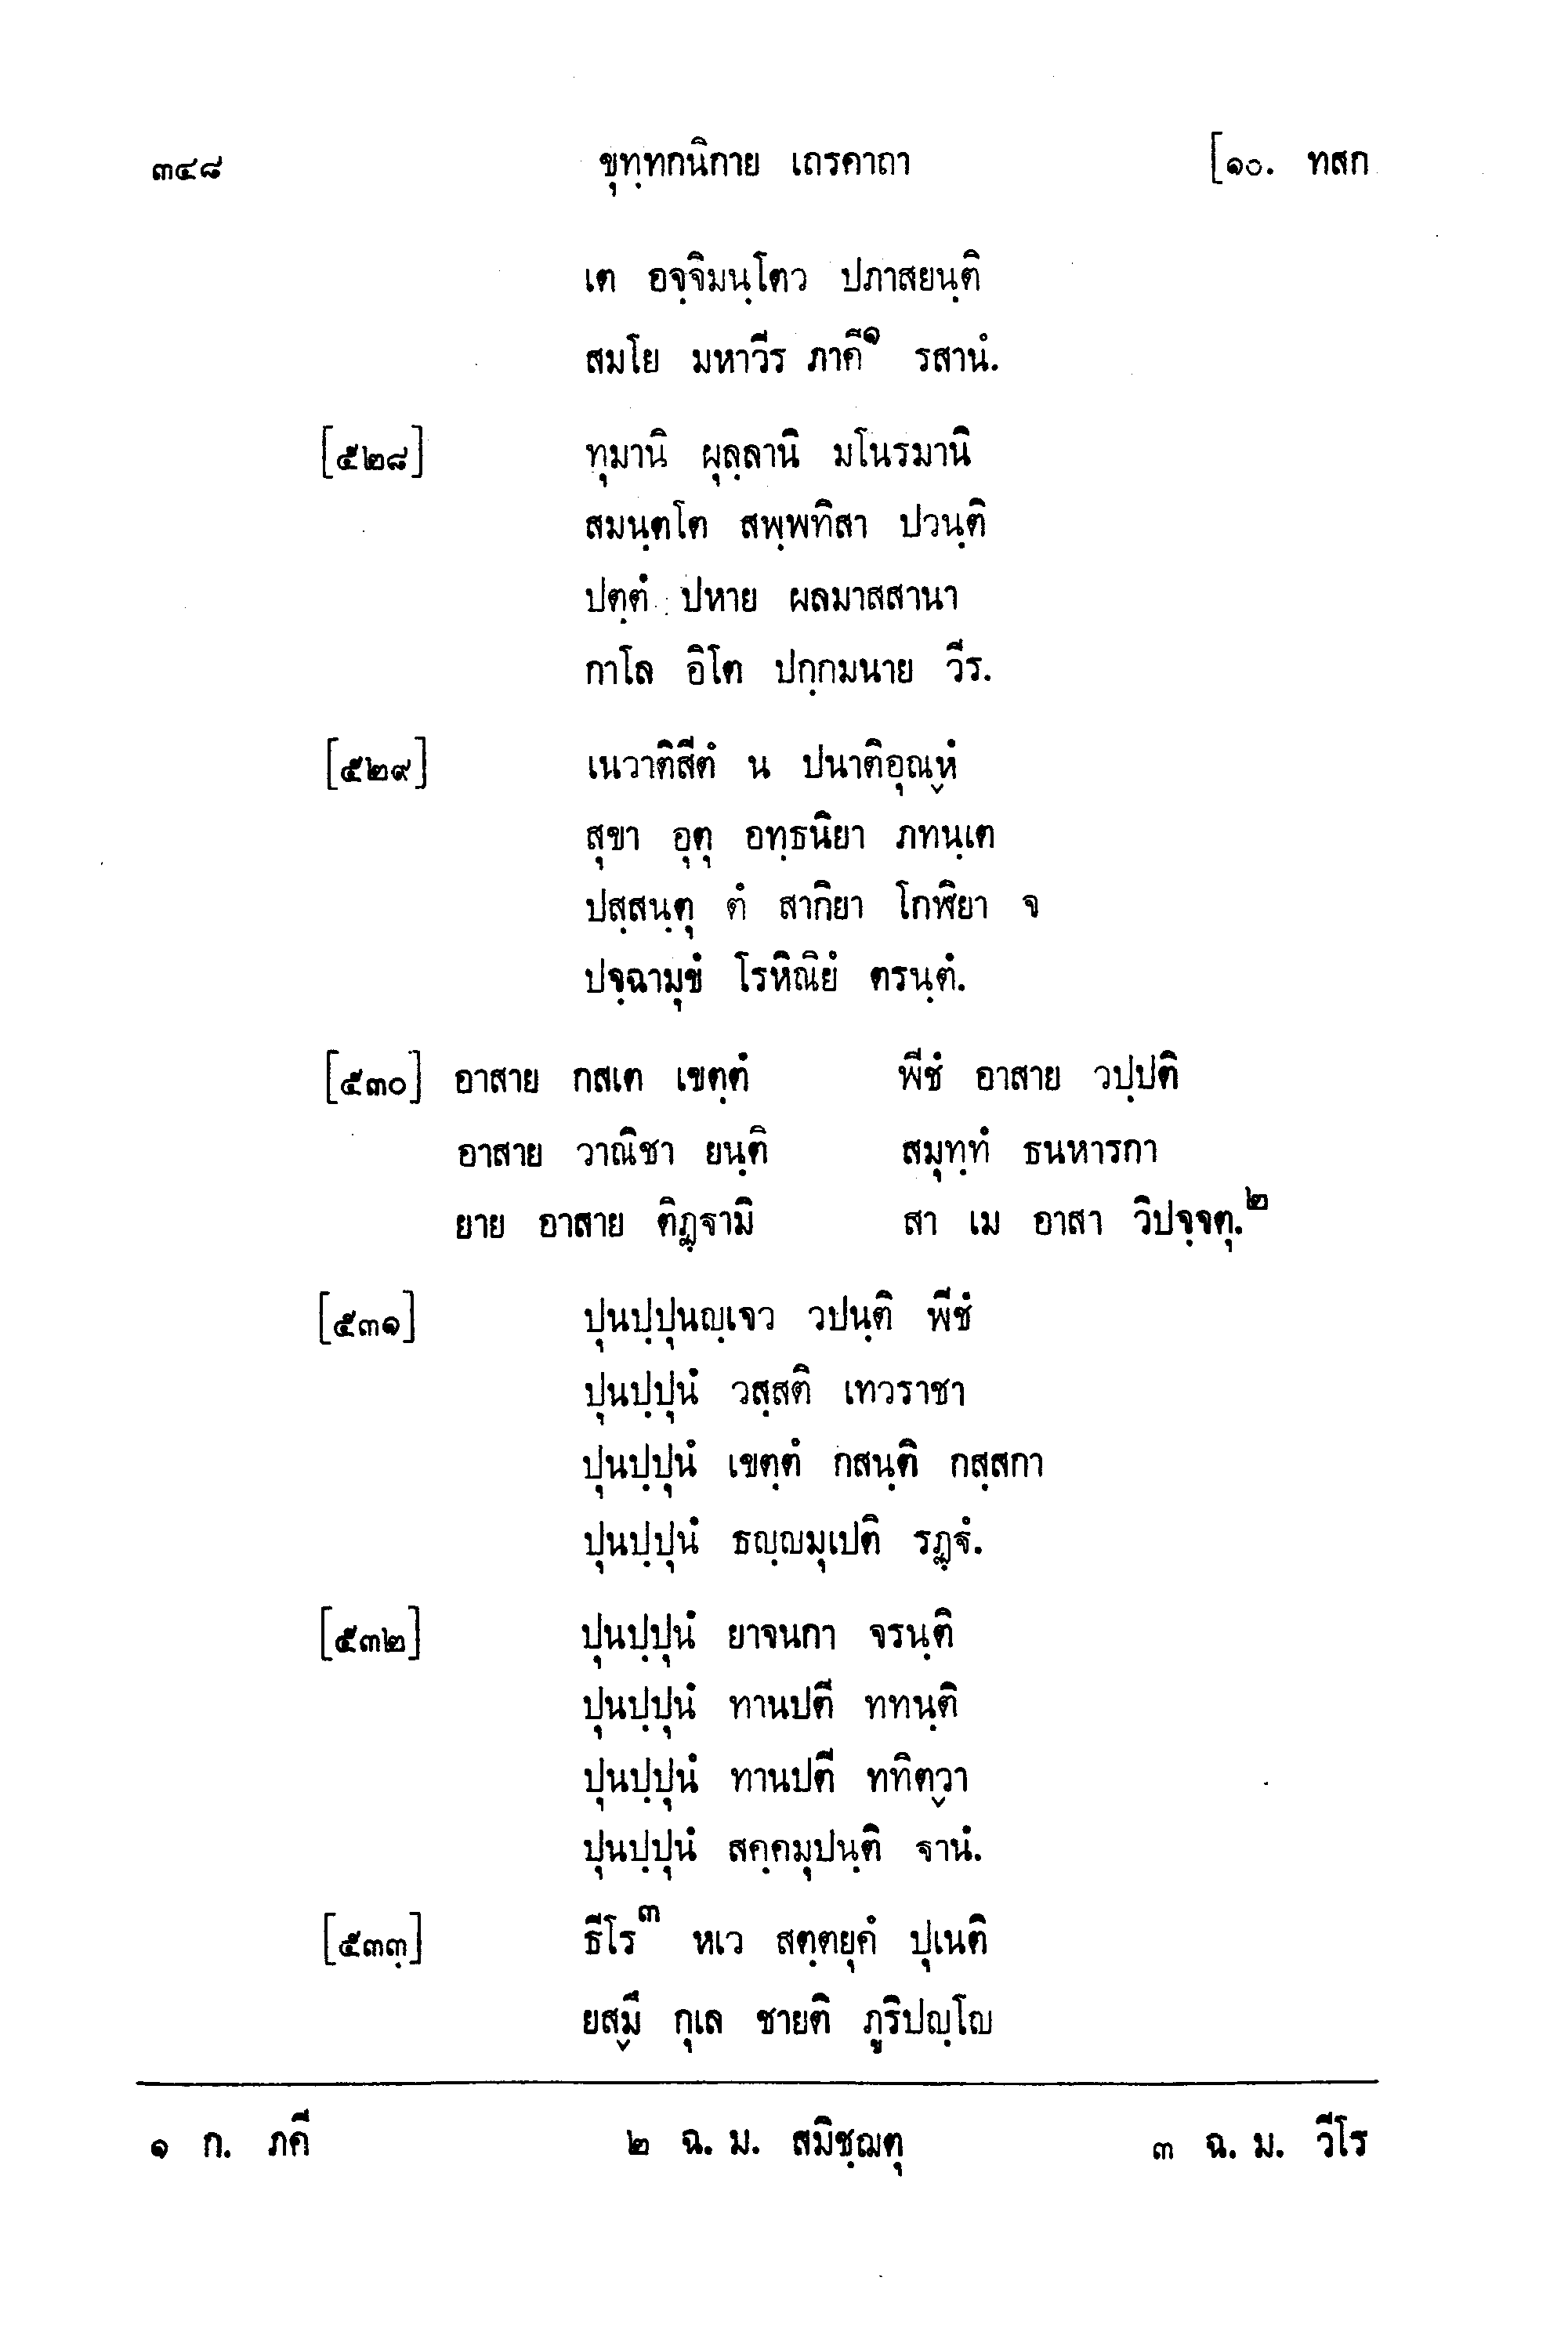 ๓๔๘ ขุทฺทกนิกาย เถรคาถา [๑๐. ทสก
เต อจฺจิมนฺโตว ปภาสยนฺติ
สมโย มหาวีร ภาคี๑ รสานํ.
[๕๒๘] ทุมานิ ผุลฺลานิ มโนรมานิ
สมนฺตโต สพฺพทิสา ปวนฺติ
ปตฺตํ ปหาย ผลมาสสานา
กาโล อิโต ปกฺกมนาย วีร.
[๕๒๙] เนวาติสีตํ น ปนาติอุณฺหํ
สุขา อุตุ อทฺธนิยา ภทนฺเต
ปสฺสนฺตุ ตํ สากิยา โกฬิยา จ
ปจฺฉามุขํ โรหิณิยํ ตรนฺตํ.
[๕๓๐] อาสาย กสเต เขตฺตํ พีชํ อาสาย วปฺปติ
อาสาย วาณิชา ยนฺติ สมุทฺทํ ธนหารกา
ยาย อาสาย ติฏฺฐามิ สา เม อาสา วิปจฺจตุ.๒
[๕๓๑] ปุนปฺปุนญฺเจว วปนฺติ พีชํ
ปุนปฺปุนํ วสฺสติ เทวราชา
ปุนปฺปุนํ เขตฺตํ กสนฺติ กสฺสกา
ปุนปฺปุนํ ธญฺญมุเปติ รฏฺฐํ.
[๕๓๒] ปุนปฺปุนํ ยาจนกา จรนฺติ
ปุนปฺปุนํ ทานปตี ททนฺติ
ปุนปฺปุนํ ทานปตี ททิตฺวา
ปุนปฺปุนํ สคฺคมุปนฺติ ฐานํ.
[๕๓๓] ธีโร๓ หเว สตฺตยุคํ ปุเนติ
ยสฺมึ กุเล ชายติ ภูริปญฺโญ
๑ ก. ภคี ๒ ฉ. ม. สมิชฺฌตุ ๓ ฉ. ม. วีโร